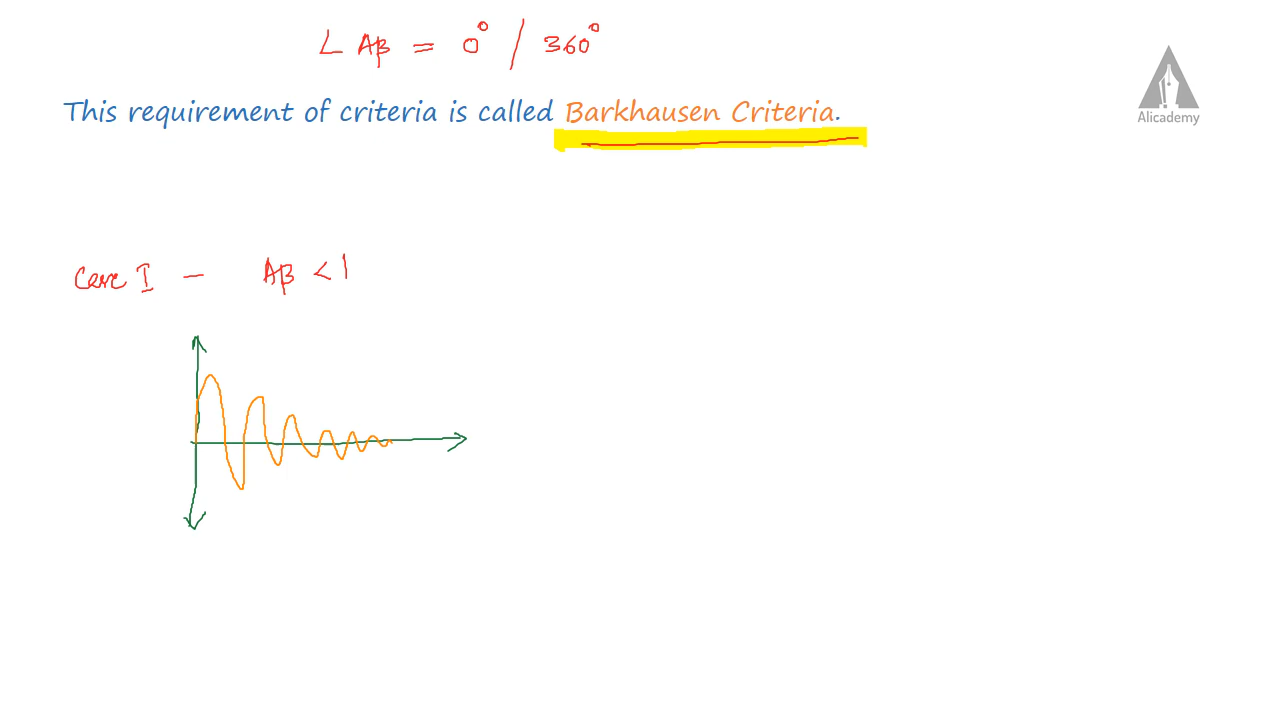 ∠ Aβ = 0° / 360°
Alicademy
This requirement of criteria is called Barkhausen Criteria.
Case I - Aβ < 1